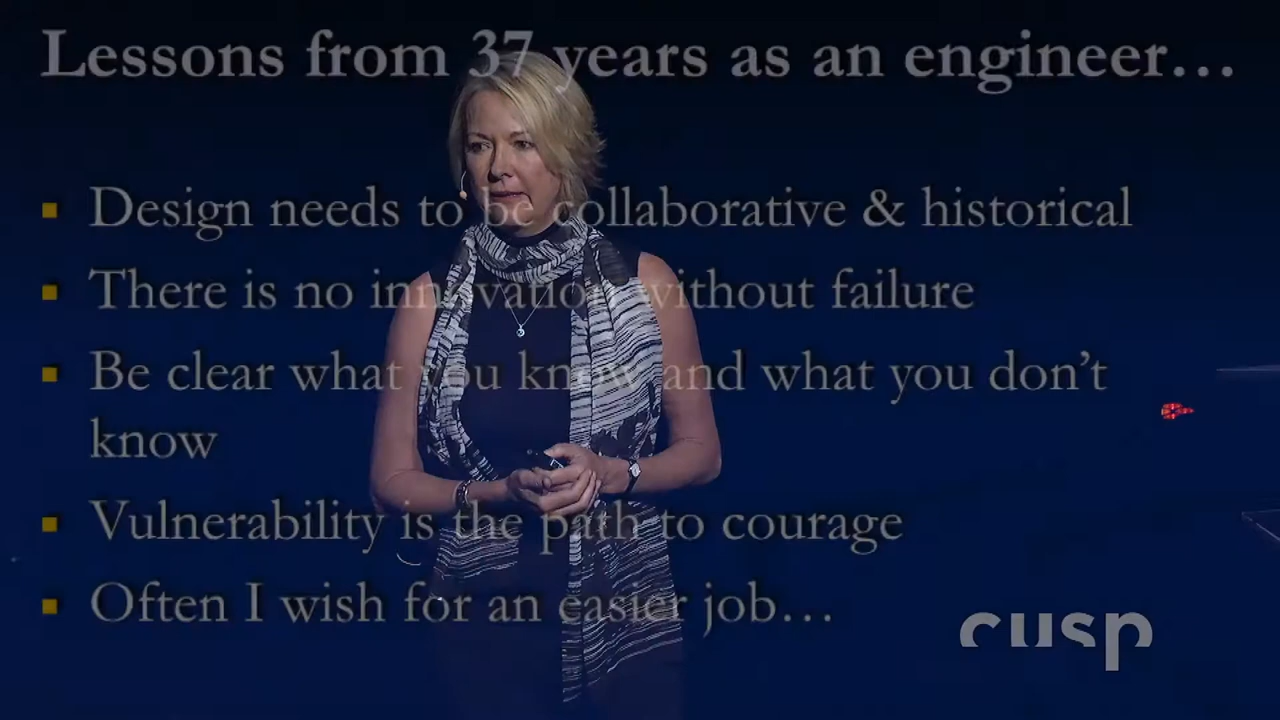 Lessons from 37 years as an engineer…
Design needs to be collaborative & historical
There is no innovation without failure
Be clear what you know and what you don’t
know
Vulnerability is the path to courage
Often I wish for an easier job…
cusp